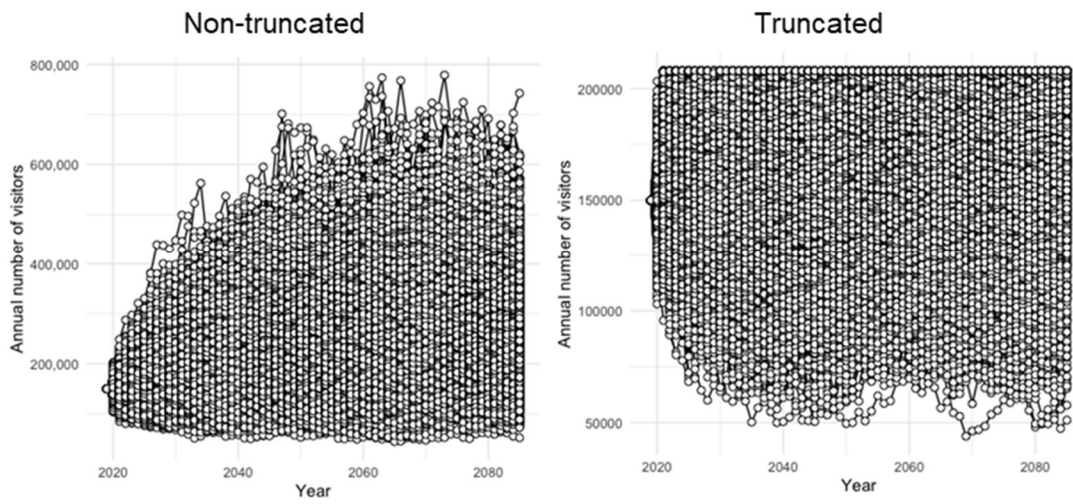 Non-truncated
Truncated
Annual number of visitors
800,000
600,000
400,000
200,000
2020
2040
2060
2080
Year
Annual number of visitors
200000
150000
100000
50000
2020
2040
2060
2080
Year